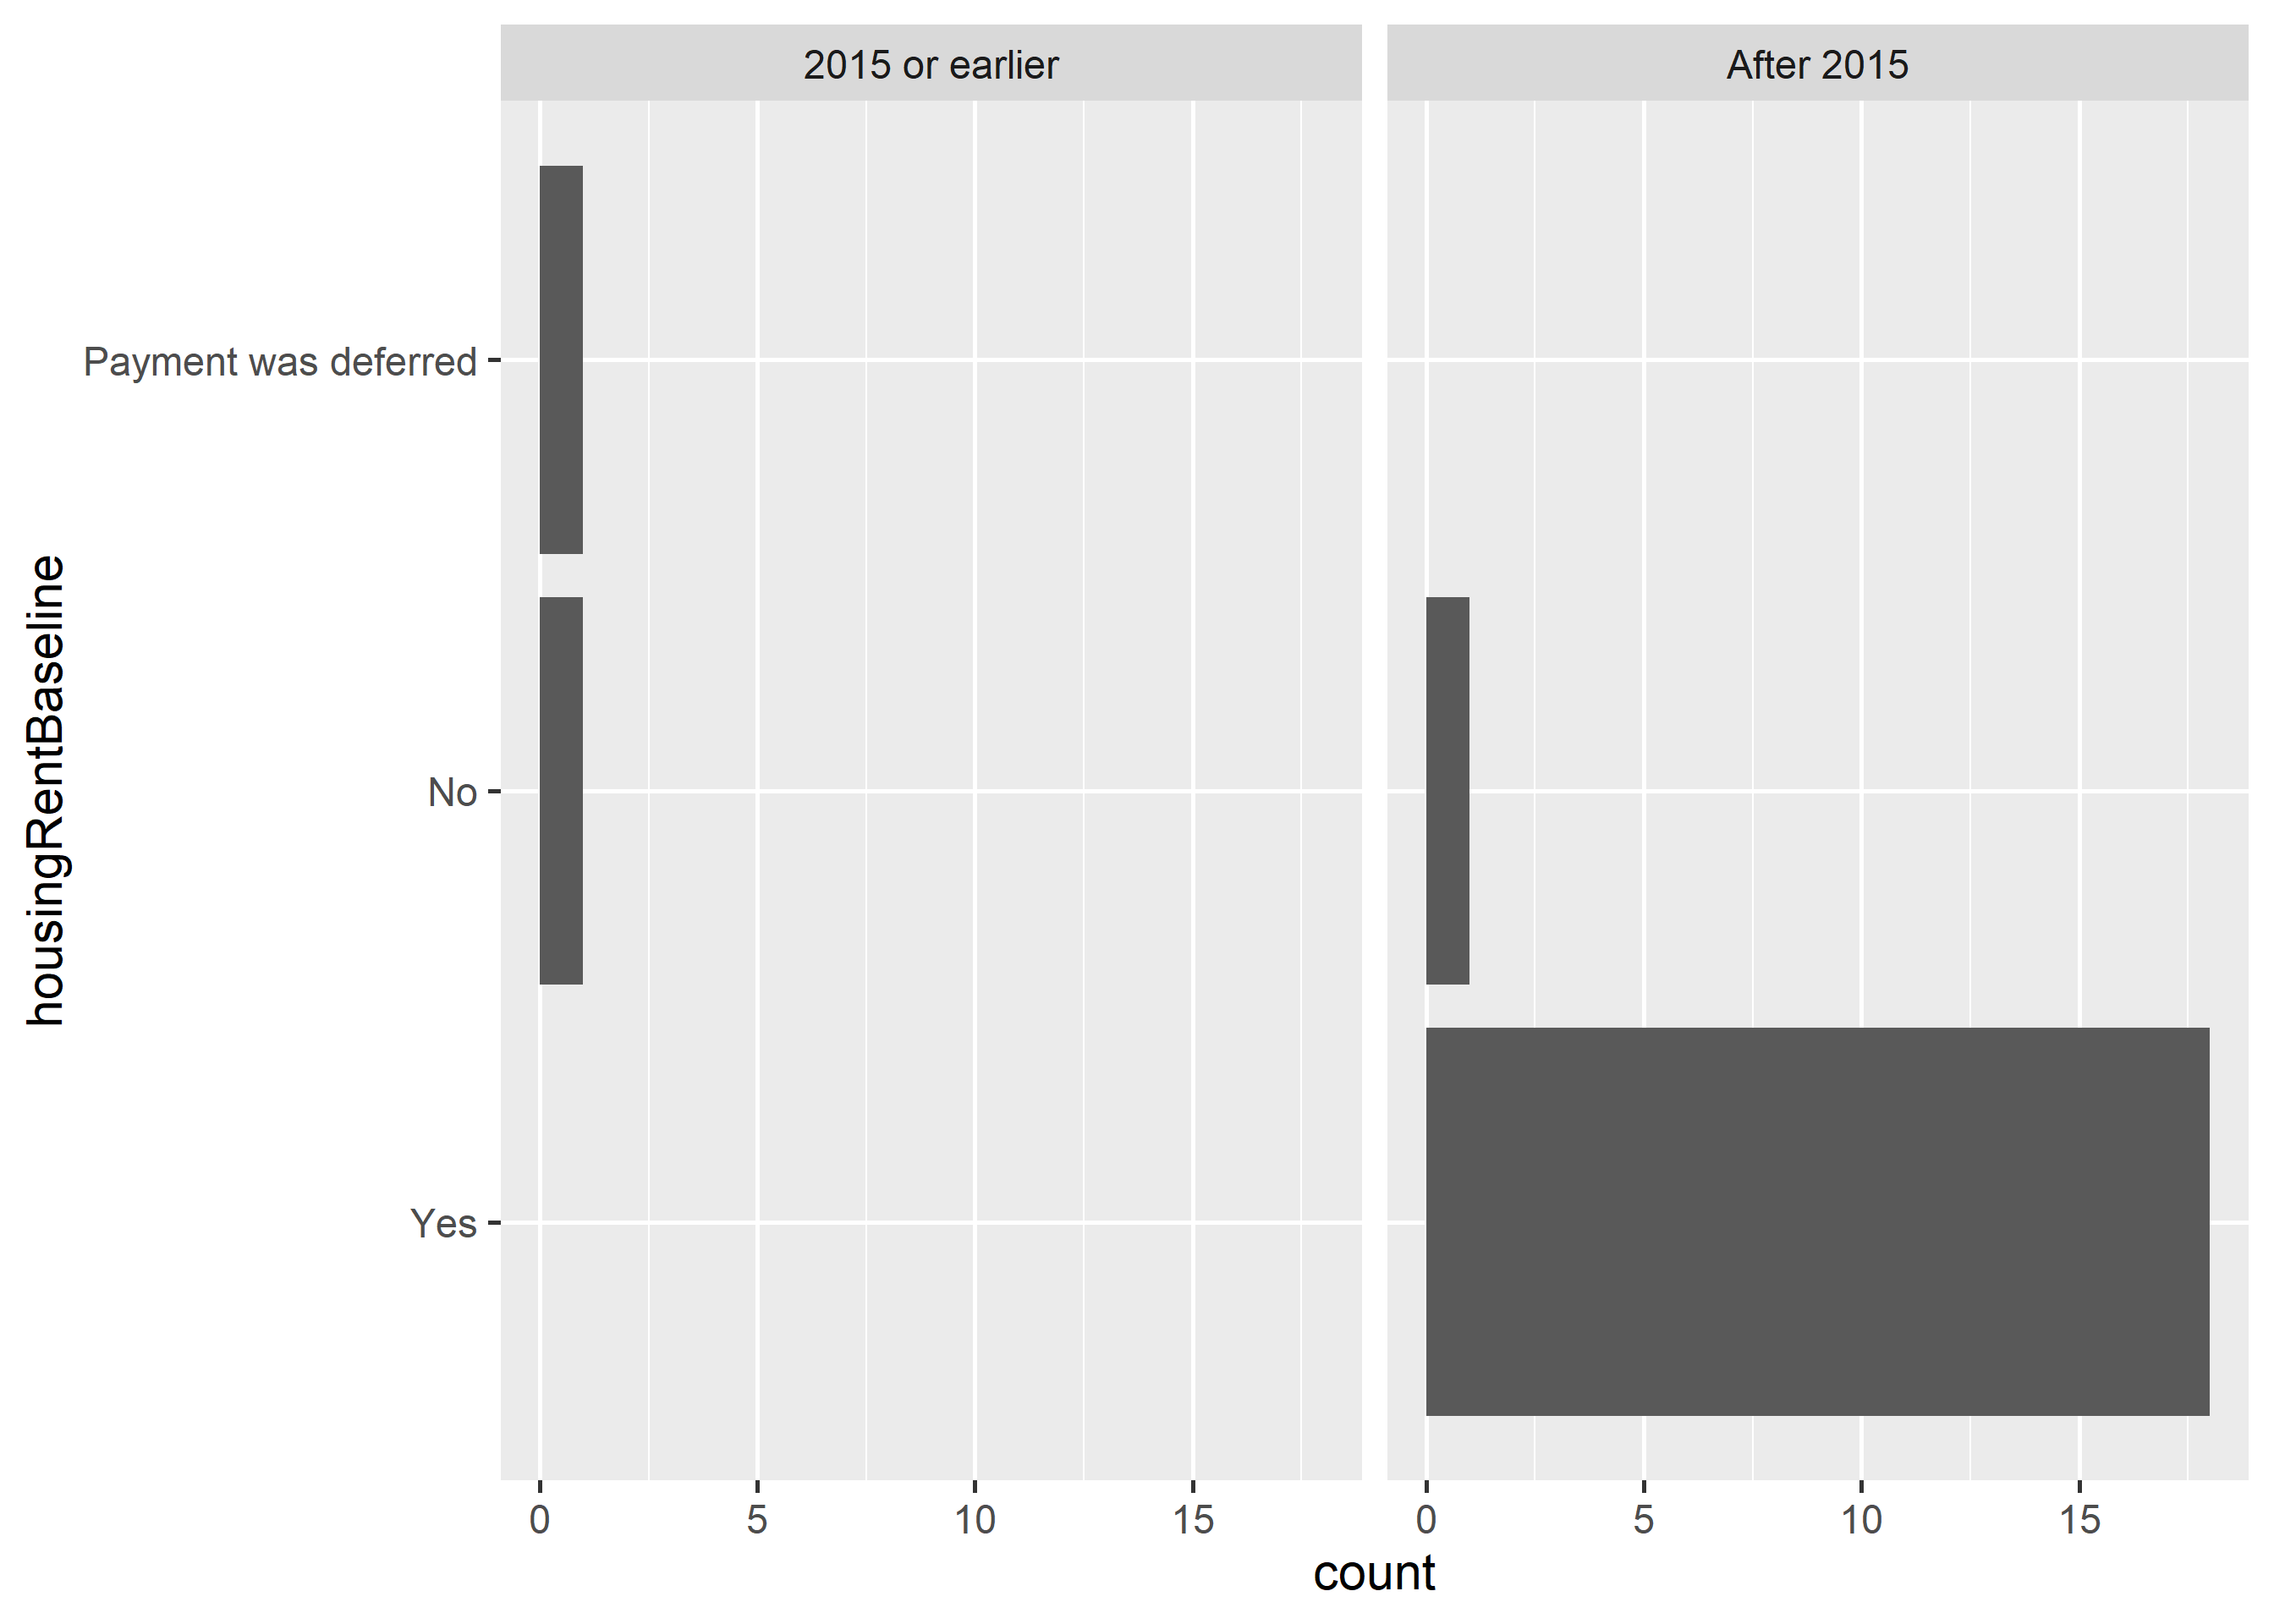 2015 or earlier
After 2015
housingRentBaseline
Payment was deferred
No
Yes
0 5 10 15
0 5 10 15
count